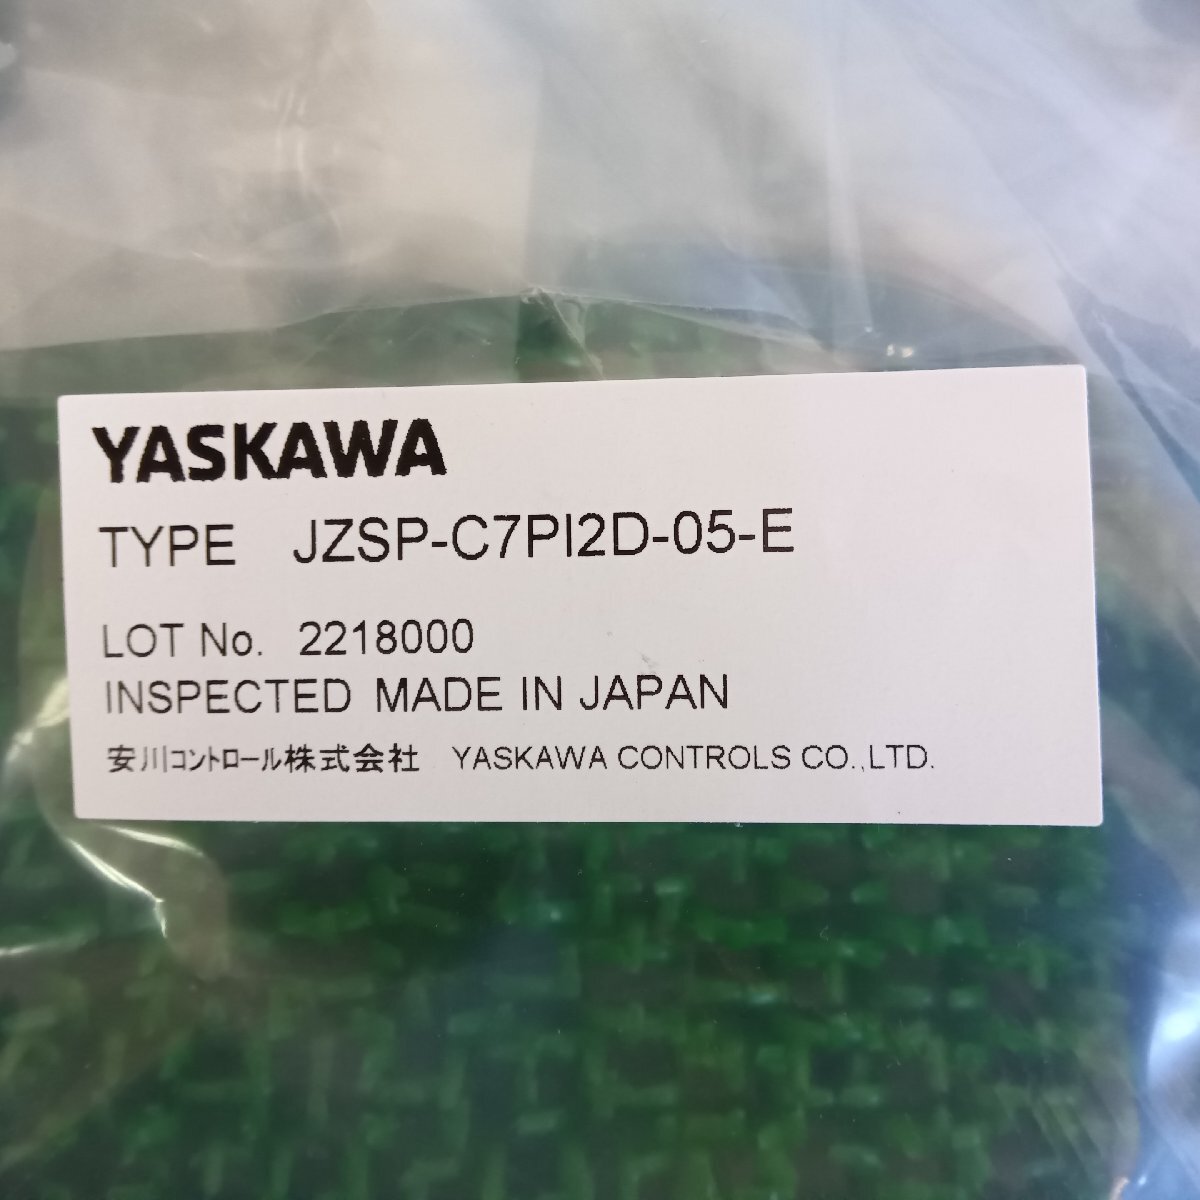 YASKAWA
TYPE JZSP-C7PI2D-05-E
LOT No. 2218000
INSPECTED MADE IN JAPAN
安川コントロール株式会社 YASKAWA CONTROLS CO.,LTD.